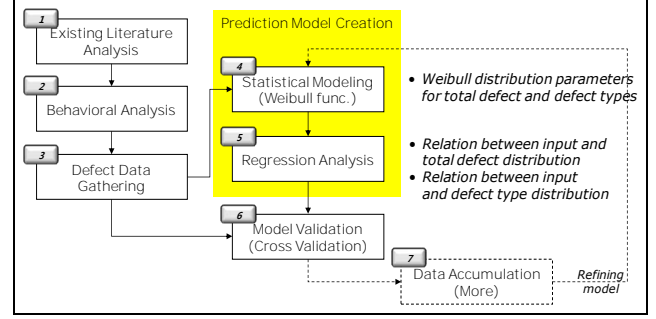 1
Existing Literature
Analysis
2
Behavioral Analysis
3
Defect Data
Gathering
Prediction Model Creation
4
Statistical Modeling
(Weibull func.)
5
Regression Analysis
• Weibull distribution parameters
for total defect and defect types
• Relation between input and
total defect distribution
• Relation between input
and defect type distribution
6
Model Validation
(Cross Validation)
7
Data Accumulation
(More)
Refining
model